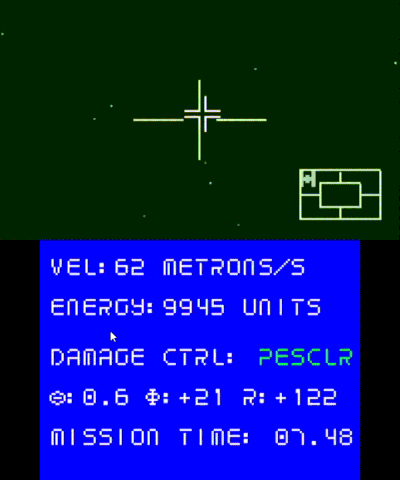 VEL: 62 METRONS/S
ENERGY: 9945 UNITS
DAMAGE CTRL: PESCLR
Θ: 0.6 Φ: +21 R: +122
MISSION TIME: 07.48